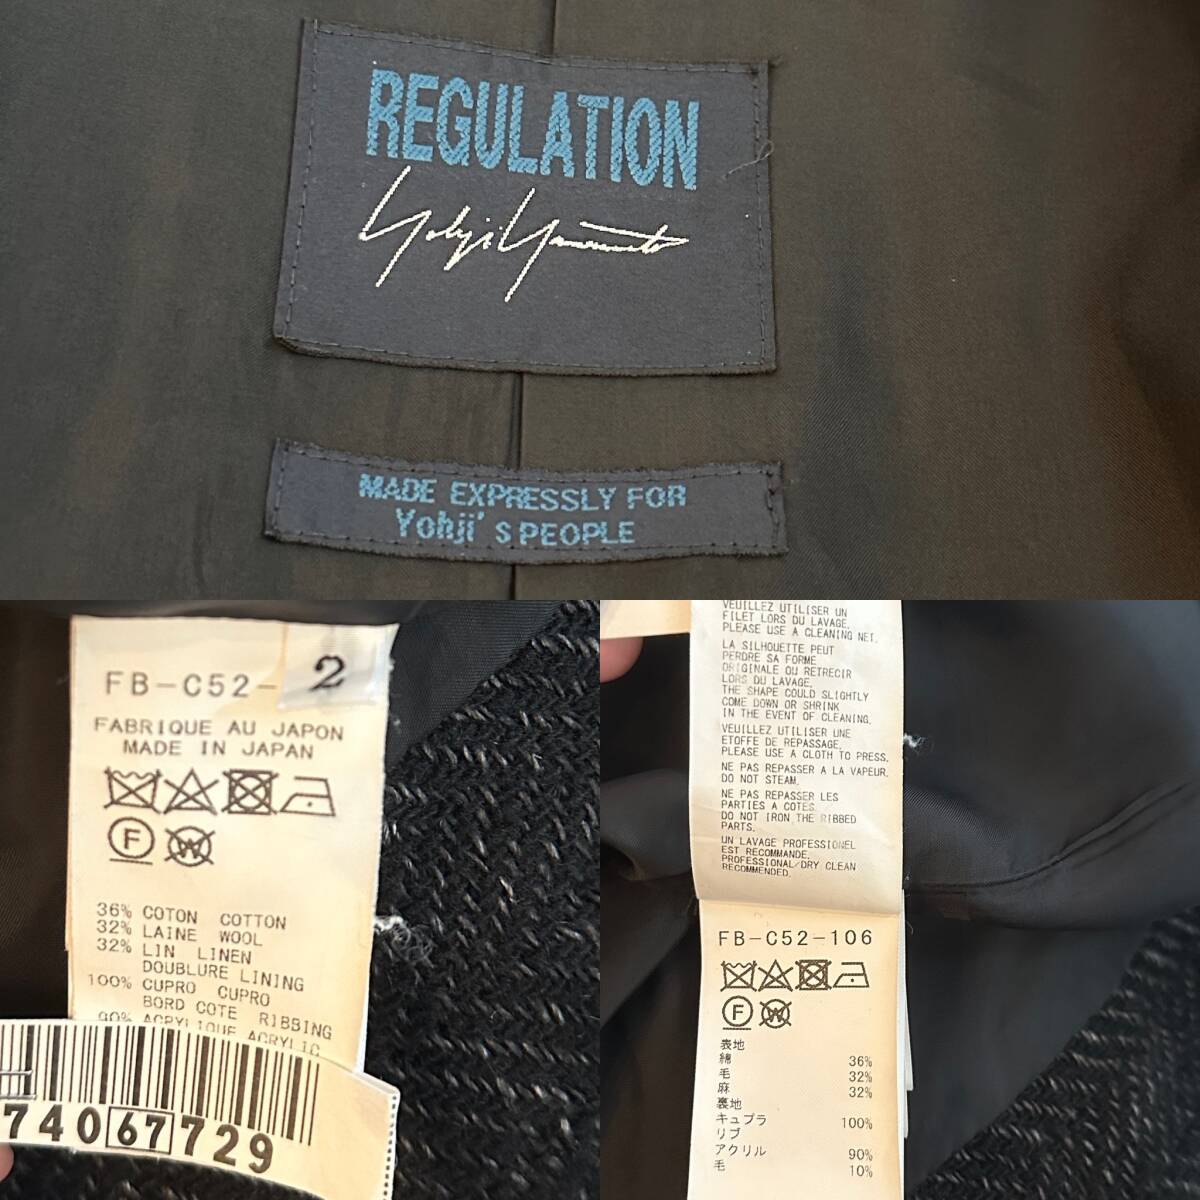 REGULATION
Yohji Yamamoto
MADE EXPRESSLY FOR
Yohji's PEOPLE
FB-C52- 2
FABRIQUE AU JAPON
MADE IN JAPAN
F W
36% COTON COTTON
32% LAINE WOOL
32% LIN LINEN
DOUBLURE LINING
100% CUPRO CUPRO
BORD COTE RIBBING
90% ACRYLIQUE ACRYLIC
74067729
VEUILLEZ UTILISER UN
FILET LORS DU LAVAGE.
PLEASE USE A CLEANING NET.
LA SILHOUETTE PEUT
PERDRE SA FORME
ORIGINALE OU RETRECIR
LORS DU LAVAGE.
THE SHAPE COULD SLIGHTLY
COME DOWN OR SHRINK
IN THE EVENT OF CLEANING.
VEUILLEZ UTILISER UNE
ETOFFE DE REPASSAGE.
PLEASE USE A CLOTH TO PRESS.
NE PAS REPASSER A LA VAPEUR.
DO NOT STEAM.
NE PAS REPASSER LES
PARTIES A COTES.
DO NOT IRON THE RIBBED
PARTS.
UN LAVAGE PROFESSIONEL
EST RECOMMANDE.
PROFESSIONAL DRY CLEAN
RECOMMENDED.
FB-C52-106
F W
表地
綿 36%
毛 32%
麻 32%
裏地
キュプラ 100%
リブ
アクリル 90%
毛 10%